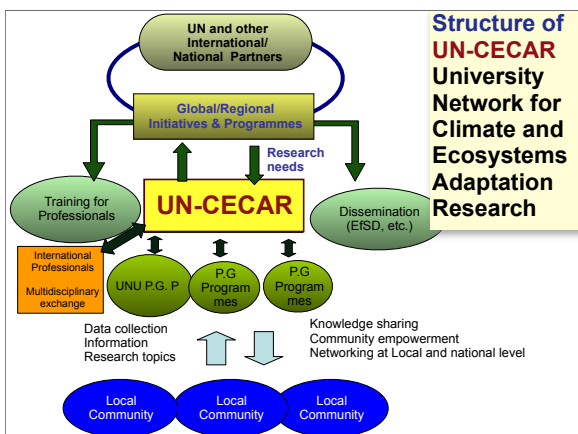 UN and other
International/
National Partners
Structure of
UN-CECAR
University
Network for
Climate and
Ecosystems
Adaptation
Research
Global/Regional
Initiatives & Programmes
Research
needs
Training for
Professionals
UN-CECAR
Dissemination
(EfSD, etc.)
International
Professionals
Multidisciplinary
exchange
UNU P.G. P
P.G
Program
mes
P.G
Program
mes
Data collection
Information
Research topics
Knowledge sharing
Community empowerment
Networking at Local and national level
Local
Community
Local
Community
Local
Community